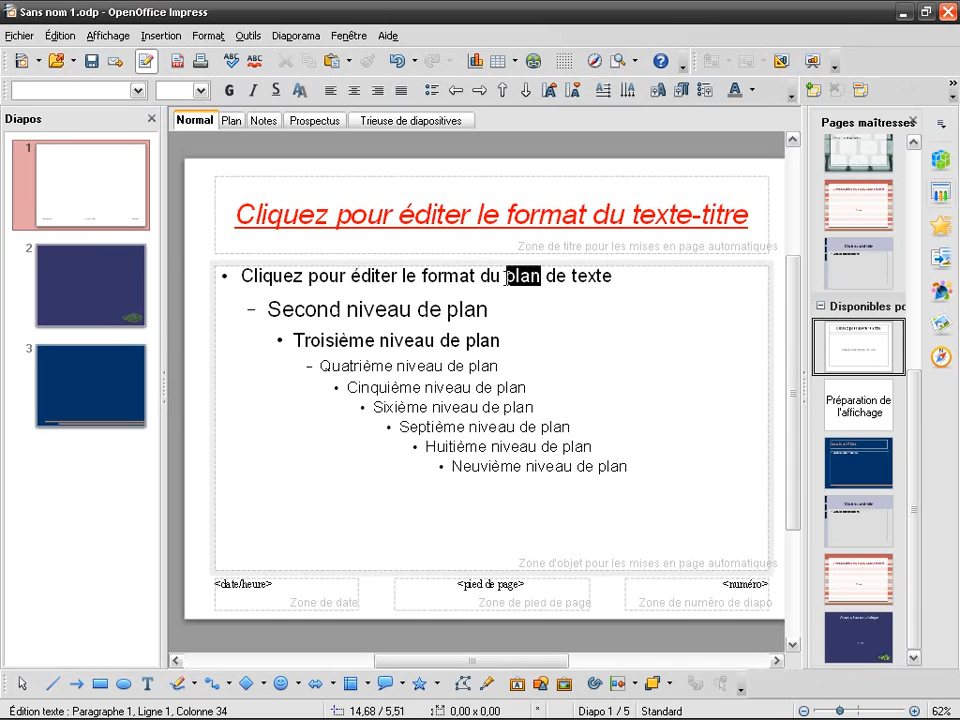 Sans nom 1.odp - OpenOffice Impress
Fichier Édition Affichage Insertion Format Outils Diaporama Fenêtre Aide
Diapos
Normal Plan Notes Prospectus Trieuse de diapositives
Pages maîtresses
1
2
3
Cliquez pour éditer le format du texte-titre
Zone de titre pour les mises en page automatiques
• Cliquez pour éditer le format du plan de texte
– Second niveau de plan
• Troisième niveau de plan
– Quatrième niveau de plan
• Cinquième niveau de plan
• Sixième niveau de plan
• Septième niveau de plan
• Huitième niveau de plan
• Neuvième niveau de plan
Zone d'objet pour les mises en page automatiques
<date/heure> <pied de page> <numéro>
Zone de date Zone de pied de page Zone de numéro de diapo
Disponibles po
Préparation de
l'affichage
Édition texte : Paragraphe 1, Ligne 1, Colonne 34 14,68 / 5,51 0,00 x 0,00 * Diapo 1 / 5 Standard 62%